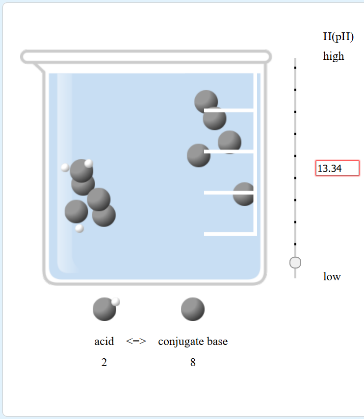 H(pH)
high
13.34
low
acid <=> conjugate base
2 8